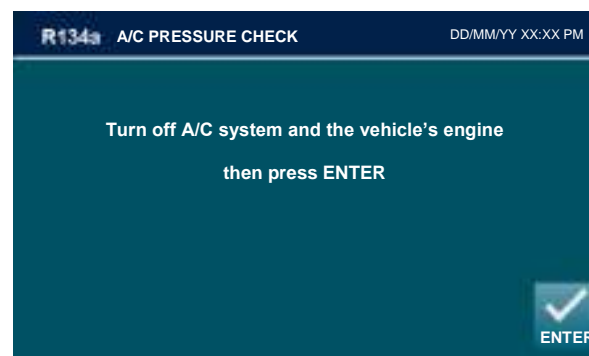 R134a A/C PRESSURE CHECK DD/MM/YY XX:XX PM
Turn off A/C system and the vehicle's engine
then press ENTER
ENTER